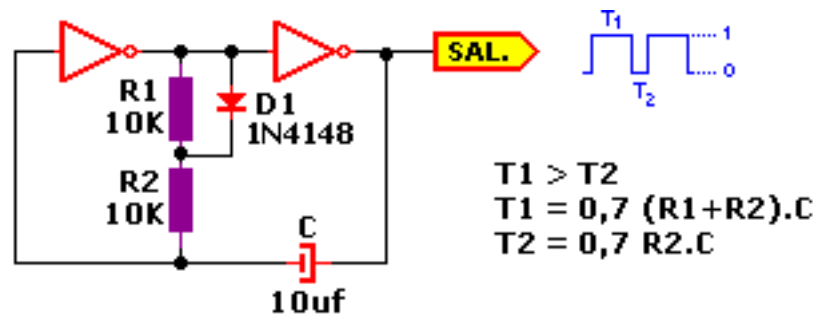 SAL.
T1
1
0
T2
R1
10K
D1
1N4148
R2
10K
C
10uf
T1 > T2
T1 = 0,7 (R1+R2).C
T2 = 0,7 R2.C